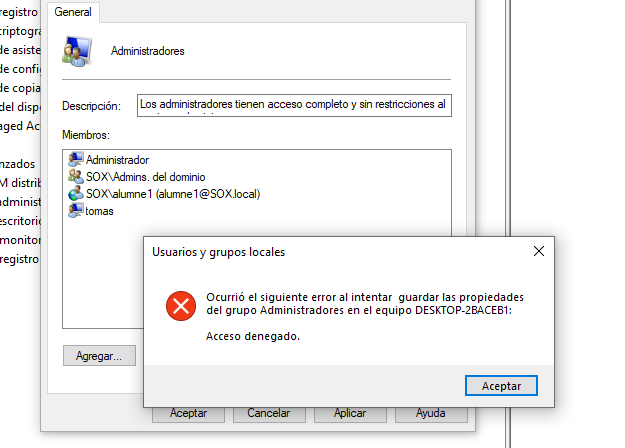 registro
criptogra
de asiste
de config
de copia
del dispo
aged Ac
nzados
M distrib
administ
escritorio
monitor
registro
General
Administradores
Descripción:
Los administradores tienen acceso completo y sin restricciones al
Miembros:
Administrador
SOX\Admins. del dominio
SOX\alumne1 (alumne1@SOX.local)
tomas
Agregar...
Aceptar
Cancelar
Aplicar
Ayuda
Usuarios y grupos locales
Ocurrió el siguiente error al intentar guardar las propiedades
del grupo Administradores en el equipo DESKTOP-2BACEB1:
Acceso denegado.
Aceptar